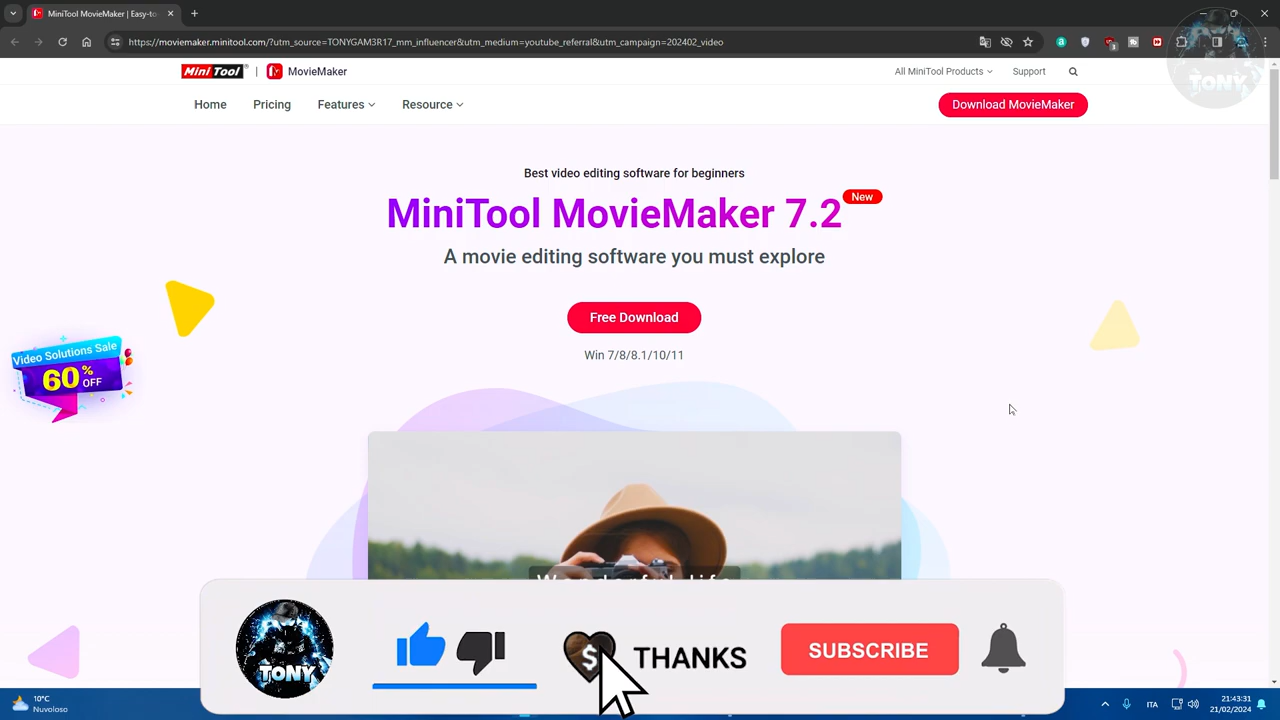 MiniTool MovieMaker | Easy-to-
https://moviemaker.minitool.com/?utm_source=TONYGAM3R17_mm_influencer&utm_medium=youtube_referral&utm_campaign=202402_video
TONY
MiniTool® | MovieMaker
All MiniTool Products
Support
Home
Pricing
Features
Resource
Download MovieMaker
Best video editing software for beginners
MiniTool MovieMaker 7.2
New
A movie editing software you must explore
Free Download
Win 7/8/8.1/10/11
Video Solutions Sale
60% OFF
Wonderful Life
TONY
THANKS
SUBSCRIBE
10°C
Nuvoloso
ITA
21:43:31
21/02/2024